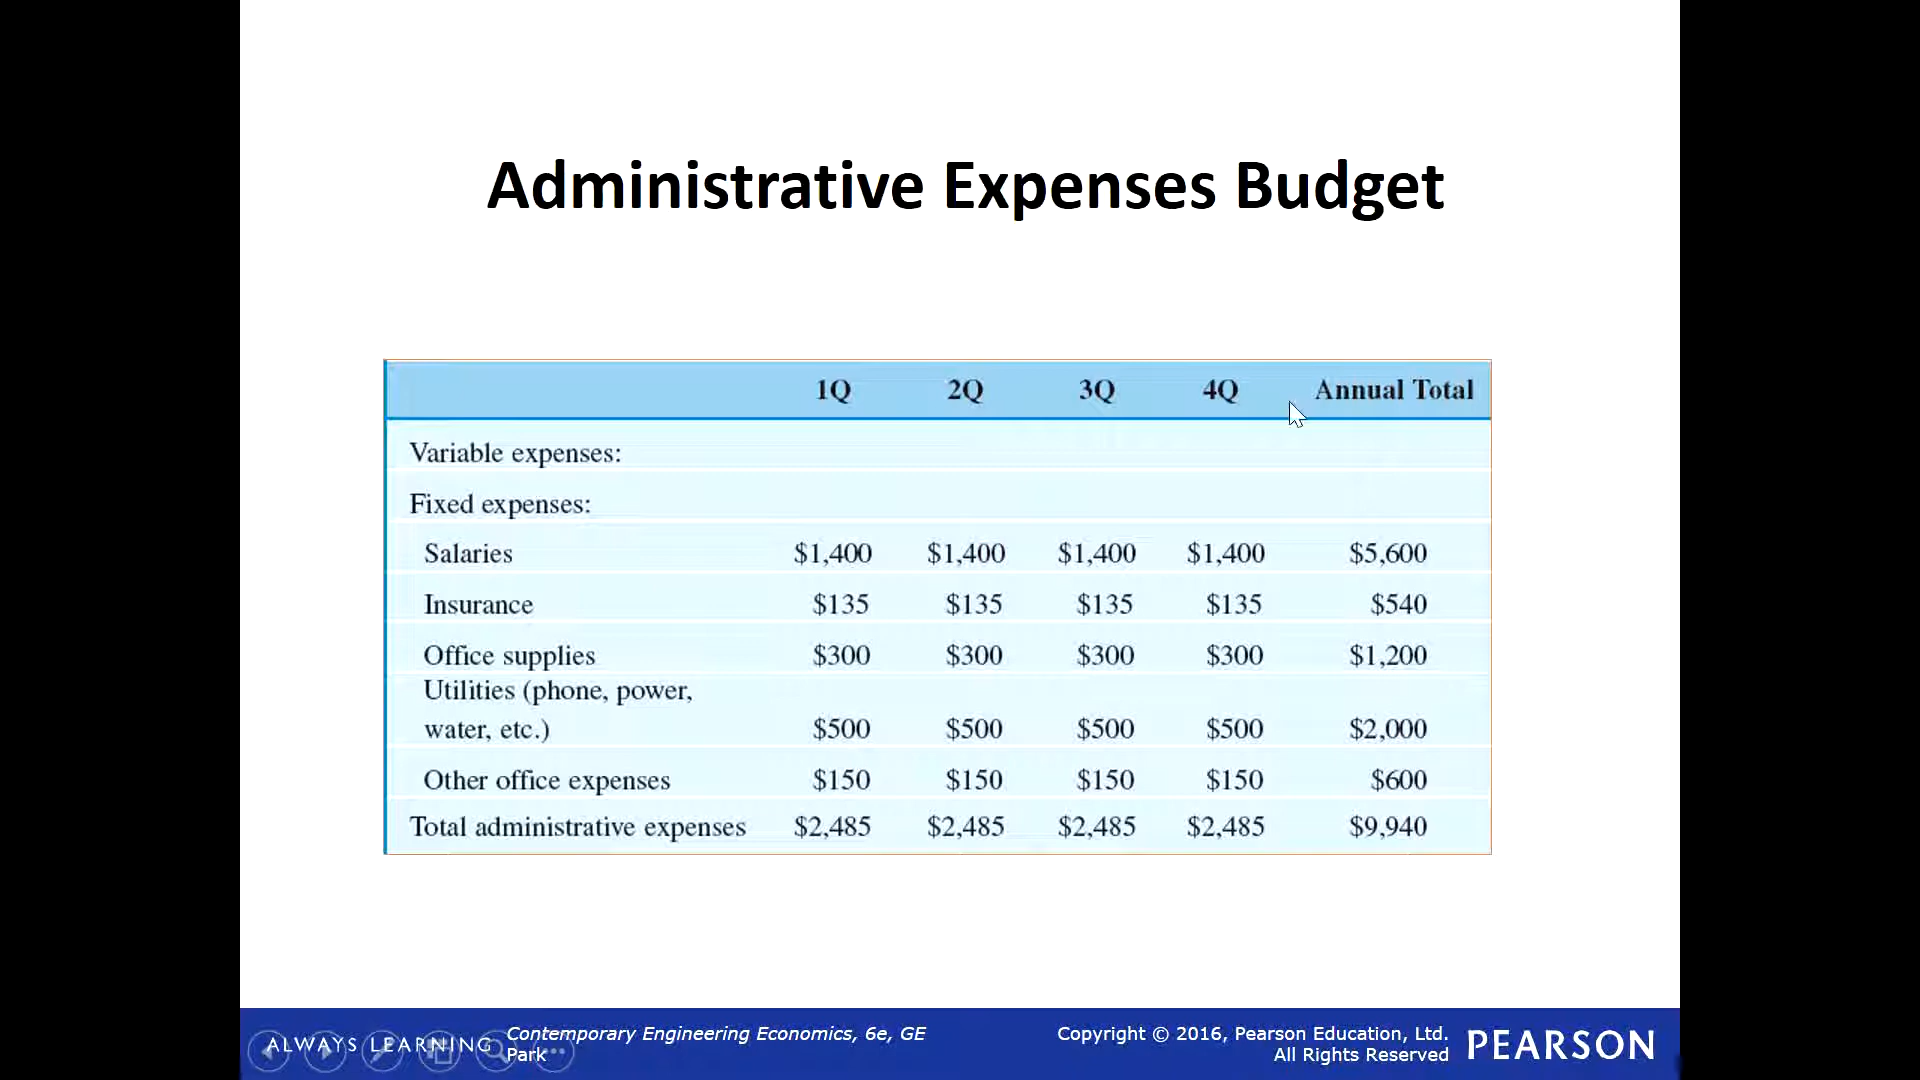 Administrative Expenses Budget
1Q 2Q 3Q 4Q Annual Total
Variable expenses:
Fixed expenses:
Salaries $1,400 $1,400 $1,400 $1,400 $5,600
Insurance $135 $135 $135 $135 $540
Office supplies $300 $300 $300 $300 $1,200
Utilities (phone, power,
water, etc.) $500 $500 $500 $500 $2,000
Other office expenses $150 $150 $150 $150 $600
Total administrative expenses $2,485 $2,485 $2,485 $2,485 $9,940
ALWAYS LEARNING
Contemporary Engineering Economics, 6e, GE
Park
Copyright © 2016, Pearson Education, Ltd.
All Rights Reserved
PEARSON